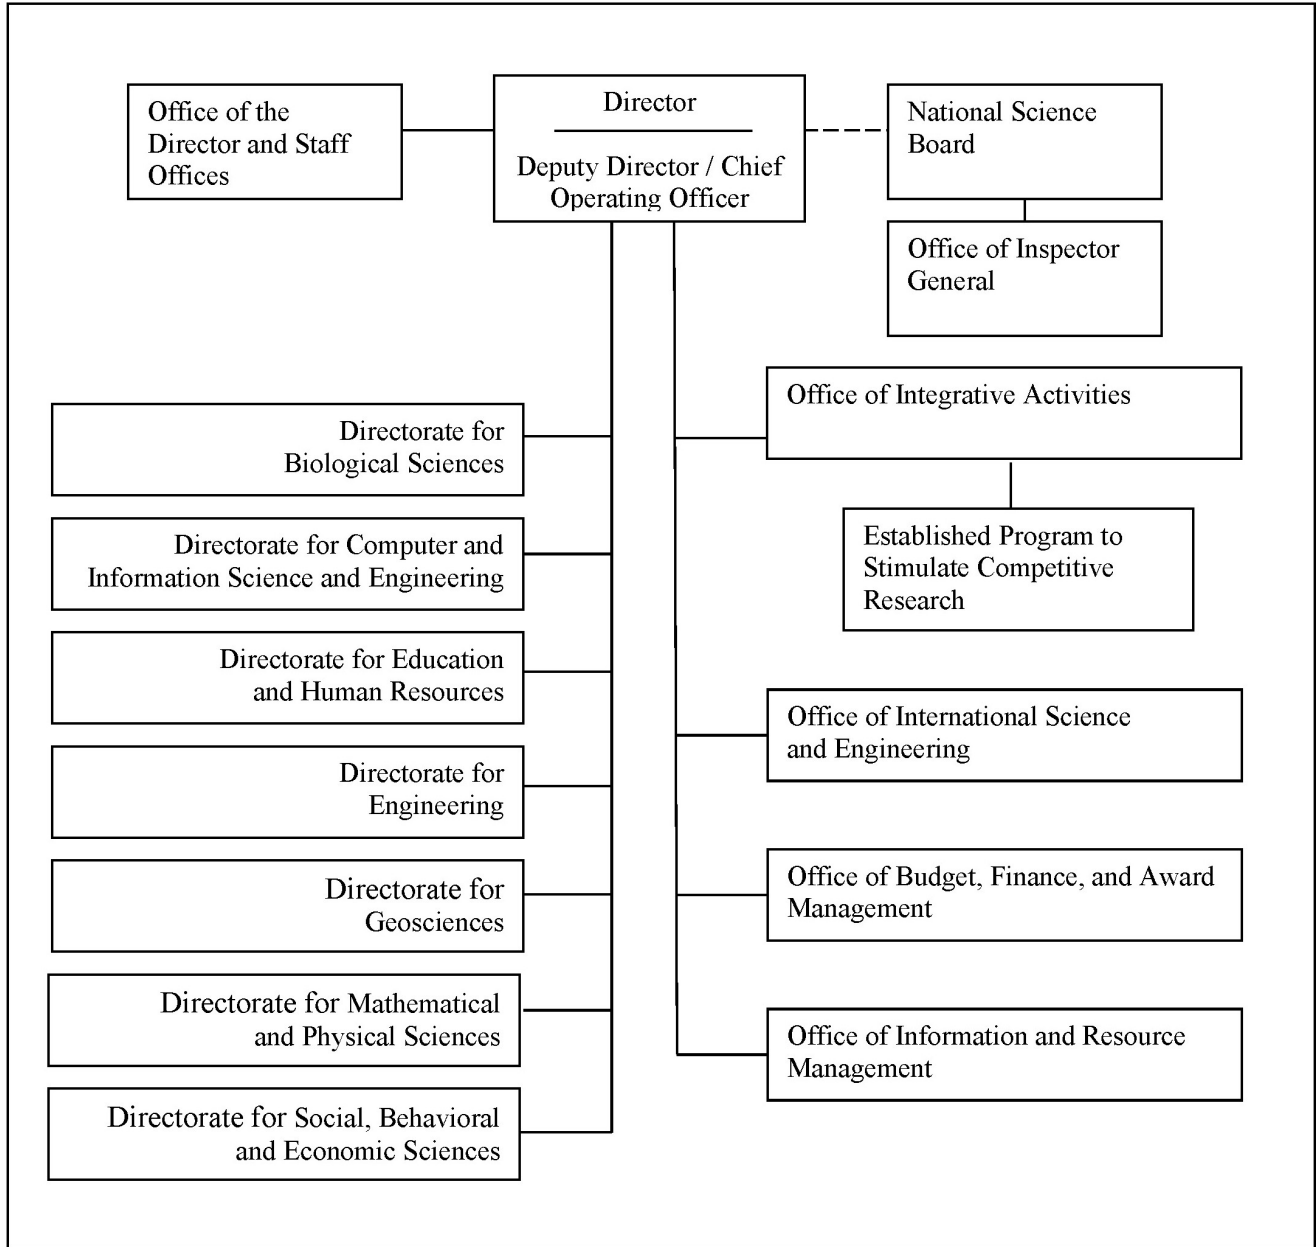 Office of the
Director and Staff
Offices
Director
Deputy Director / Chief
Operating Officer
National Science
Board
Office of Inspector
General
Directorate for
Biological Sciences
Directorate for Computer and
Information Science and Engineering
Directorate for Education
and Human Resources
Directorate for
Engineering
Directorate for
Geosciences
Directorate for Mathematical
and Physical Sciences
Directorate for Social, Behavioral
and Economic Sciences
Office of Integrative Activities
Established Program to
Stimulate Competitive
Research
Office of International Science
and Engineering
Office of Budget, Finance, and Award
Management
Office of Information and Resource
Management